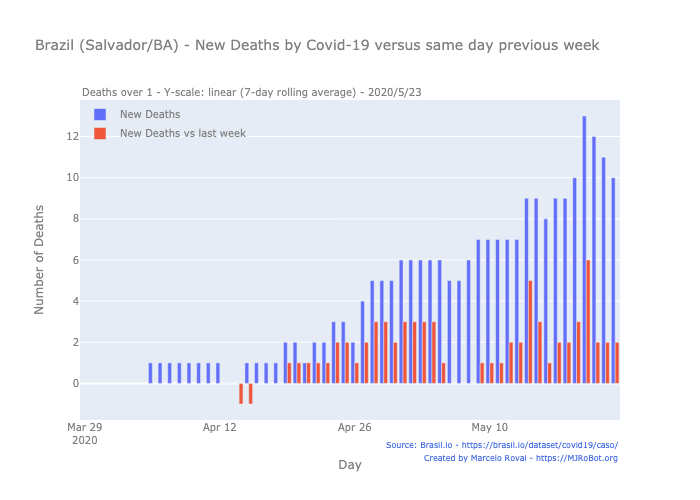 Brazil (Salvador/BA) - New Deaths by Covid-19 versus same day previous week
Deaths over 1 - Y-scale: linear (7-day rolling average) - 2020/5/23
New Deaths
New Deaths vs last week
12
10
8
6
4
2
0
Number of Deaths
Mar 29
2020
Apr 12
Apr 26
May 10
Day
Source: Brasil.io - https://brasil.io/dataset/covid19/caso/
Created by Marcelo Rovai - https://MJRoBot.org